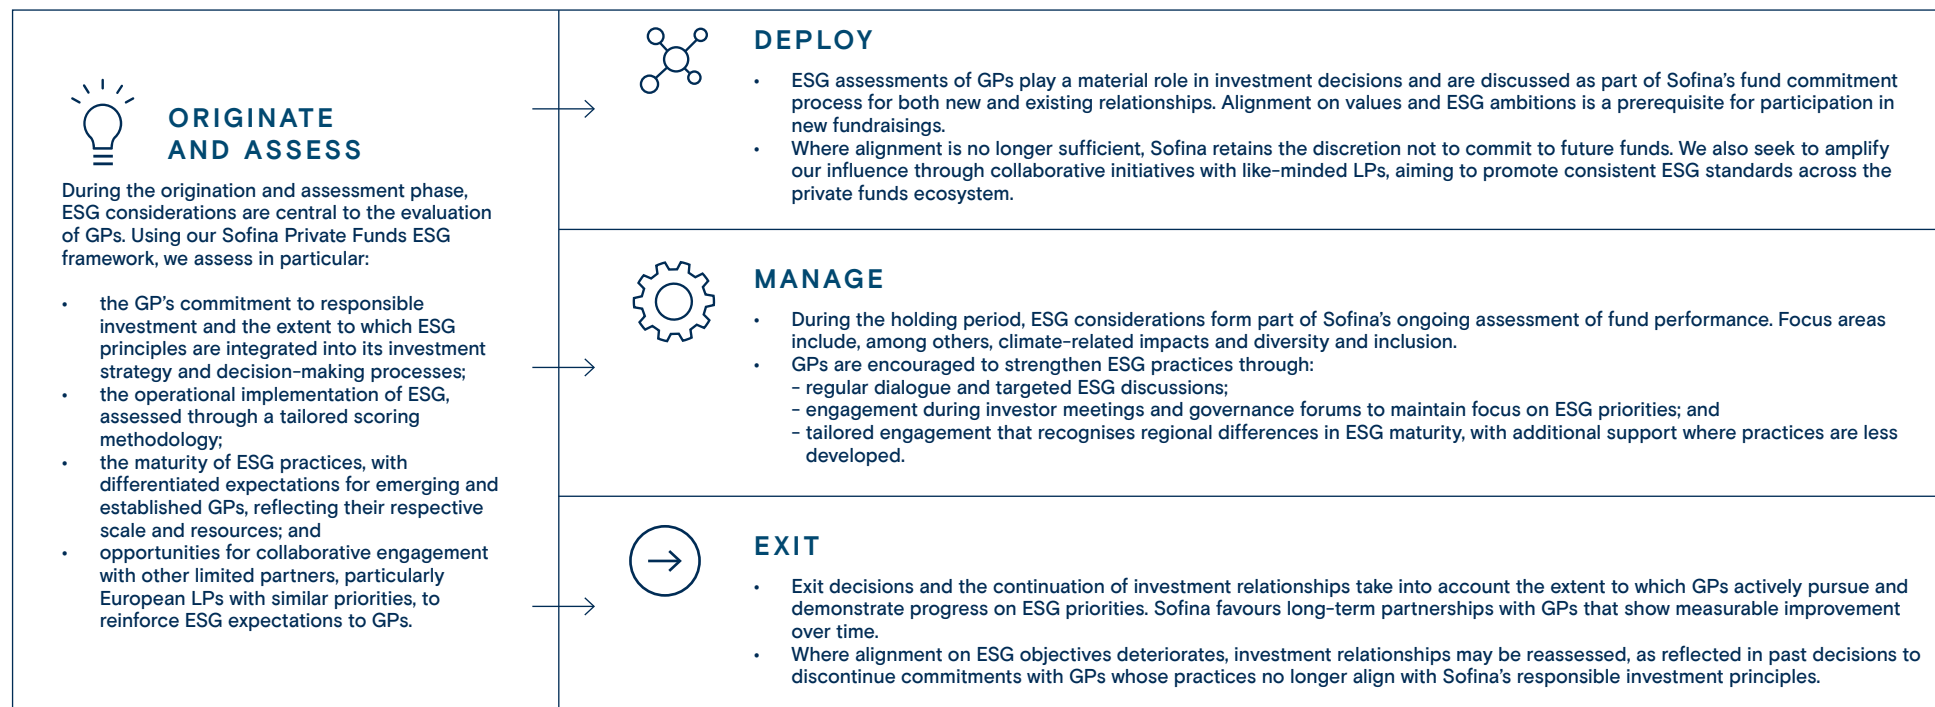 ORIGINATE
AND ASSESS
During the origination and assessment phase,
ESG considerations are central to the evaluation
of GPs. Using our Sofina Private Funds ESG
framework, we assess in particular:
• the GP’s commitment to responsible
investment and the extent to which ESG
principles are integrated into its investment
strategy and decision-making processes;
• the operational implementation of ESG,
assessed through a tailored scoring
methodology;
• the maturity of ESG practices, with
differentiated expectations for emerging and
established GPs, reflecting their respective
scale and resources; and
• opportunities for collaborative engagement
with other limited partners, particularly
European LPs with similar priorities, to
reinforce ESG expectations to GPs.
DEPLOY
• ESG assessments of GPs play a material role in investment decisions and are discussed as part of Sofina’s fund commitment
process for both new and existing relationships. Alignment on values and ESG ambitions is a prerequisite for participation in
new fundraisings.
• Where alignment is no longer sufficient, Sofina retains the discretion not to commit to future funds. We also seek to amplify
our influence through collaborative initiatives with like-minded LPs, aiming to promote consistent ESG standards across the
private funds ecosystem.
MANAGE
• During the holding period, ESG considerations form part of Sofina’s ongoing assessment of fund performance. Focus areas
include, among others, climate-related impacts and diversity and inclusion.
• GPs are encouraged to strengthen ESG practices through:
- regular dialogue and targeted ESG discussions;
- engagement during investor meetings and governance forums to maintain focus on ESG priorities; and
- tailored engagement that recognises regional differences in ESG maturity, with additional support where practices are less
developed.
EXIT
• Exit decisions and the continuation of investment relationships take into account the extent to which GPs actively pursue and
demonstrate progress on ESG priorities. Sofina favours long-term partnerships with GPs that show measurable improvement
over time.
• Where alignment on ESG objectives deteriorates, investment relationships may be reassessed, as reflected in past decisions to
discontinue commitments with GPs whose practices no longer align with Sofina’s responsible investment principles.